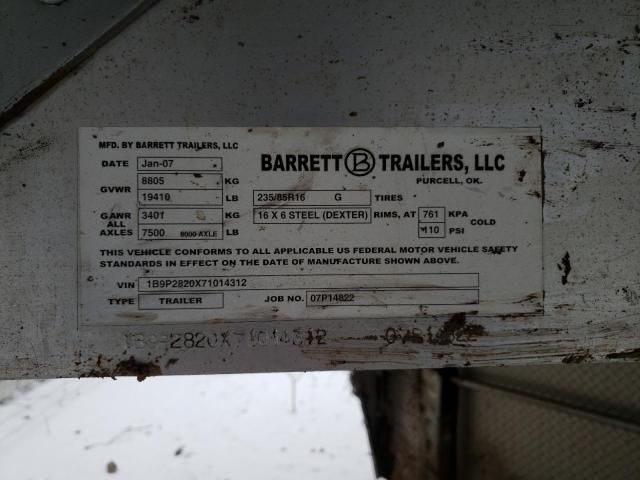 MFD. BY BARRETT TRAILERS, LLC
BARRETT B TRAILERS, LLC
PURCELL, OK.
DATE Jan-07
GVWR 8805 KG
19410 LB 235/85R16 G TIRES
GAWR ALL AXLES 3401 KG 16 X 6 STEEL (DEXTER) RIMS, AT 761 KPA COLD
7500 8000 AXLE LB 110 PSI
THIS VEHICLE CONFORMS TO ALL APPLICABLE US FEDERAL MOTOR VEHICLE SAFETY
STANDARDS IN EFFECT ON THE DATE OF MANUFACTURE SHOWN ABOVE.
VIN 1B9P2820X71014312
TYPE TRAILER JOB NO. 07P14822
1B9P2820X71014312